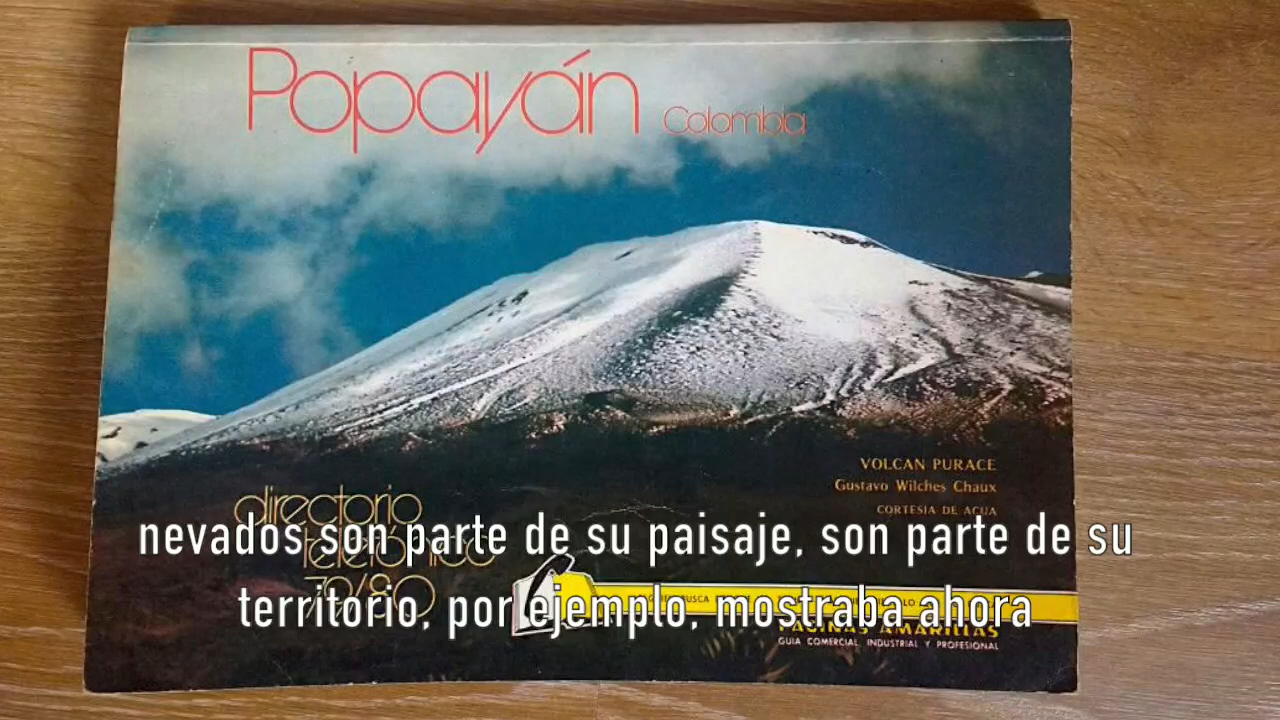 Popayán Colombia
VOLCAN PURACE
Gustavo Wilches Chaux
CORTESIA DE ACUA
directorio
telefónico
79/80
nevados son parte de su paisaje, son parte de su
territorio, por ejemplo, mostraba ahora
BUSCA
PAGINAS AMARILLAS
GUIA COMERCIAL, INDUSTRIAL Y PROFESIONAL